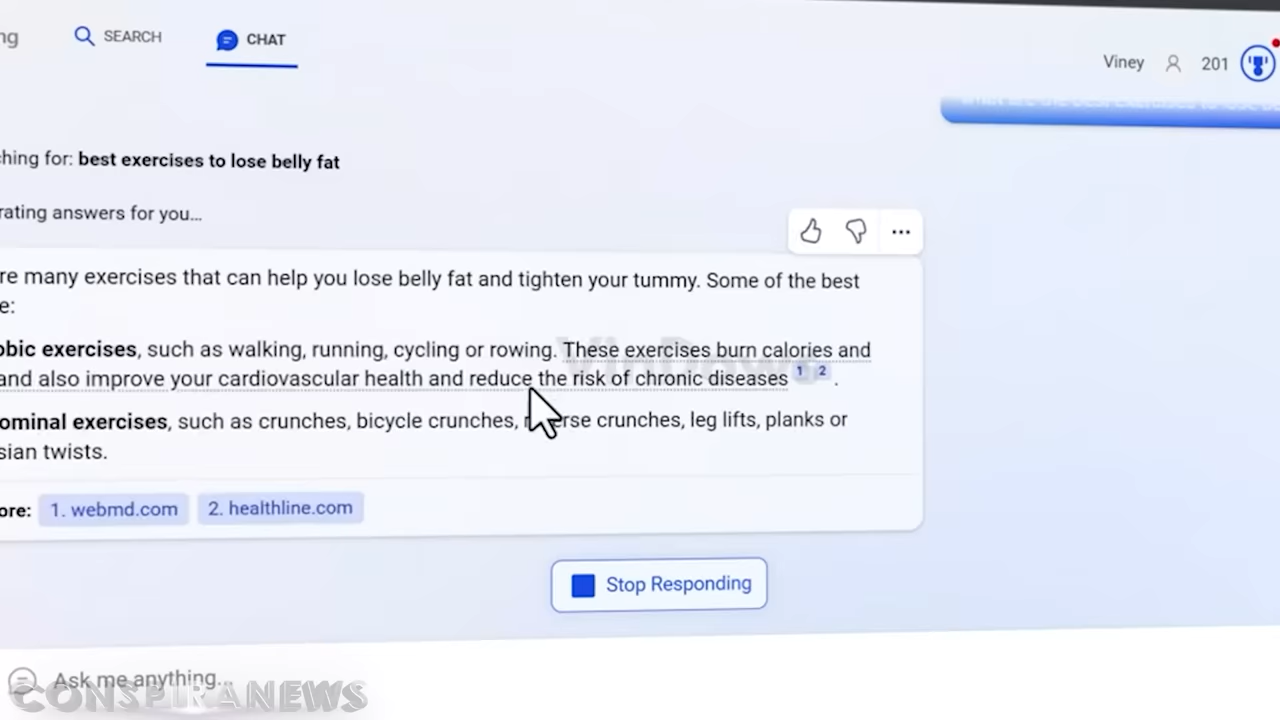 ng
SEARCH
CHAT
Viney
201
ching for: best exercises to lose belly fat
rating answers for you...
re many exercises that can help you lose belly fat and tighten your tummy. Some of the best
e:
obic exercises, such as walking, running, cycling or rowing. These exercises burn calories and
and also improve your cardiovascular health and reduce the risk of chronic diseases 1 2 .
ominal exercises, such as crunches, bicycle crunches, reverse crunches, leg lifts, planks or
sian twists.
ore: 1. webmd.com 2. healthline.com
Stop Responding
Ask me anything...
CONSPIRANEWS